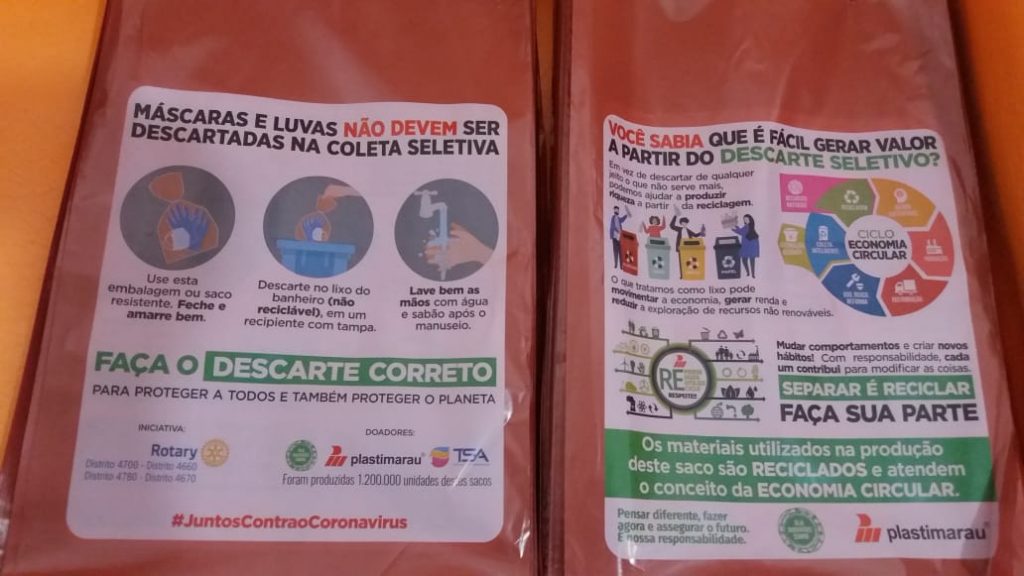 MÁSCARAS E LUVAS NÃO DEVEM SER
DESCARTADAS NA COLETA SELETIVA
Use esta
embalagem ou saco
resistente. Feche e
amarre bem.
Descarte no lixo do
banheiro (não
reciclável), em um
recipiente com tampa.
Lave bem as
mãos com água
e sabão após o
manuseio.
FAÇA O DESCARTE CORRETO
PARA PROTEGER A TODOS E TAMBÉM PROTEGER O PLANETA
INICIATIVA:
Rotary
Distrito 4700 - Distrito 4660
Distrito 4780 - Distrito 4670
DOADORES:
plastimarau
TSA
Foram produzidas 1.200.000 unidades destes sacos
#JuntosContraoCoronavirus
VOCÊ SABIA QUE É FÁCIL GERAR VALOR
A PARTIR DO DESCARTE SELETIVO?
Em vez de descartar de qualquer
jeito o que não serve mais,
podemos ajudar a produzir
riqueza a partir da reciclagem.
CICLO
ECONOMIA
CIRCULAR
O que tratamos como lixo pode
movimentar a economia, gerar renda e
reduzir a exploração de recursos não renováveis.
RE
Mudar comportamentos e criar novos
hábitos! Com responsabilidade, cada
um contribui para modificar as coisas.
SEPARAR É RECICLAR
FAÇA SUA PARTE
Os materiais utilizados na produção
deste saco são RECICLADOS e atendem
o conceito da ECONOMIA CIRCULAR.
Pensar diferente, fazer
agora e assegurar o futuro.
É nossa responsabilidade.
plastimarau